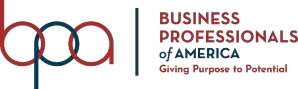 bpa
BUSINESS
PROFESSIONALS
of AMERICA
Giving Purpose to Potential